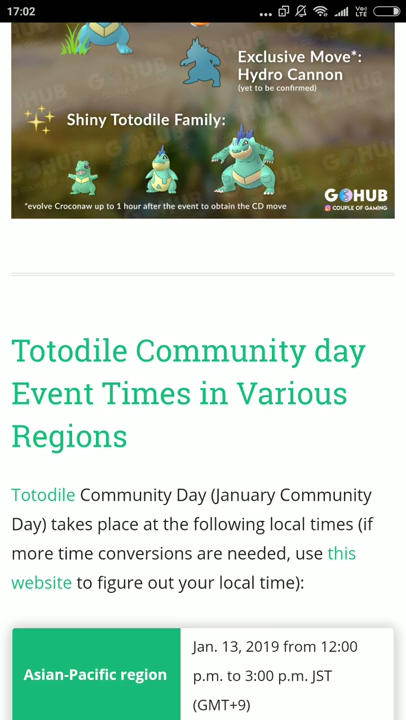 17:02
Vo)
LTE
Exclusive Move*:
Hydro Cannon
(yet to be confirmed)
Shiny Totodile Family:
*evolve Croconaw up to 1 hour after the event to obtain the CD move
GOHUB
COUPLE OF GAMING
Totodile Community day
Event Times in Various
Regions
Totodile Community Day (January Community
Day) takes place at the following local times (if
more time conversions are needed, use this
website to figure out your local time):
Asian-Pacific region
Jan. 13, 2019 from 12:00
p.m. to 3:00 p.m. JST
(GMT+9)